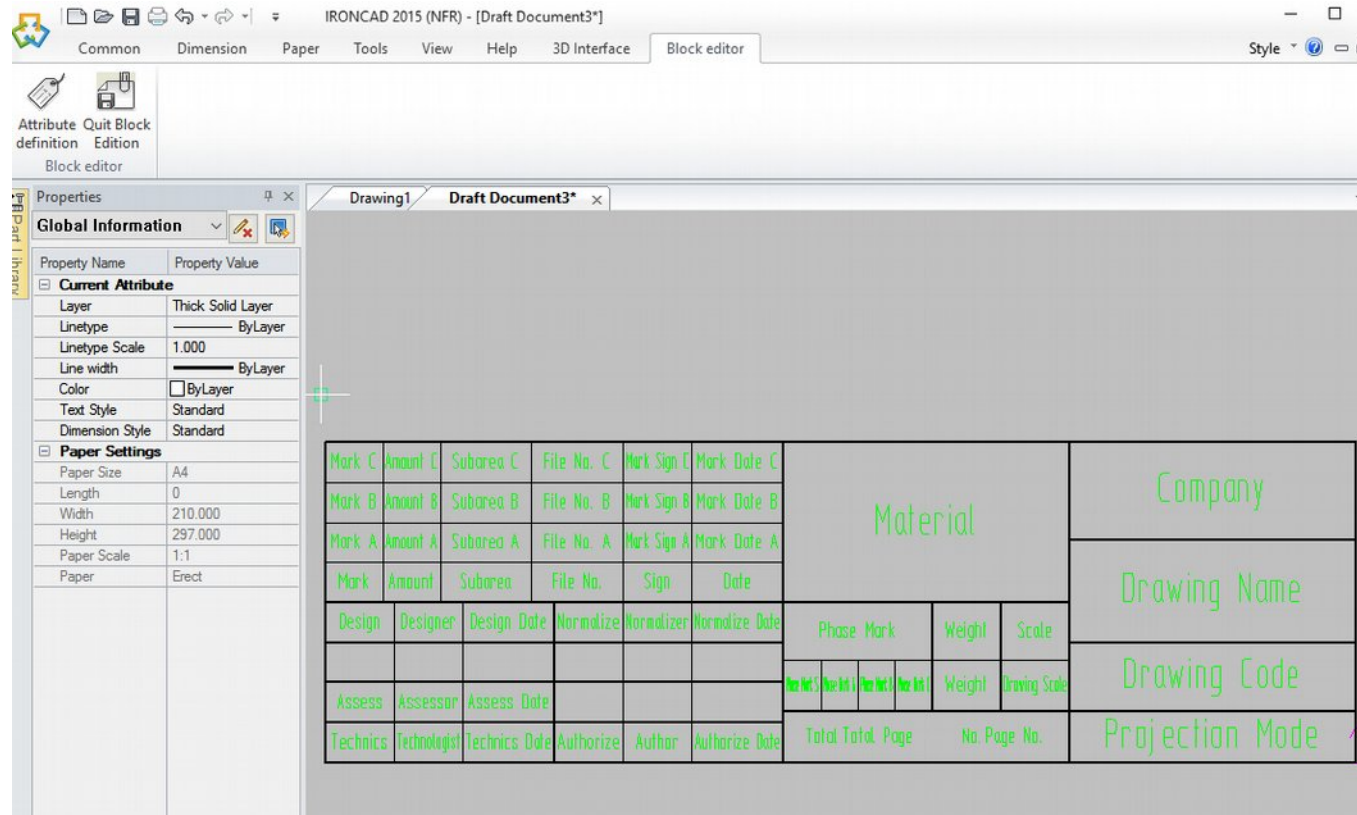 IRONCAD 2015 (NFR) - [Draft Document3*]
Common Dimension Paper Tools View Help 3D Interface Block editor Style
Attribute definition Quit Block Edition
Block editor
Part Library
Properties
Drawing1 Draft Document3*
Global Information
Property Name Property Value
Current Attribute
Layer Thick Solid Layer
Linetype ByLayer
Linetype Scale 1.000
Line width ByLayer
Color ByLayer
Text Style Standard
Dimension Style Standard
Paper Settings
Paper Size A4
Length 0
Width 210.000
Height 297.000
Paper Scale 1:1
Paper Erect
Mark C Amount C Subarea C File No. C Mark Sign C Mark Date C
Mark B Amount B Subarea B File No. B Mark Sign B Mark Date B
Mark A Amount A Subarea A File No. A Mark Sign A Mark Date A
Mark Amount Subarea File No. Sign Date
Design Designer Design Date Normalize Normalizer Normalize Date
Assess Assessor Assess Date
Technics Technologist Technics Date Authorize Author Authorize Date
Material
Phase Mark Weight Scale
Weight Drawing Scale
Total Total Page No. Page No.
Company
Drawing Name
Drawing Code
Projection Mode